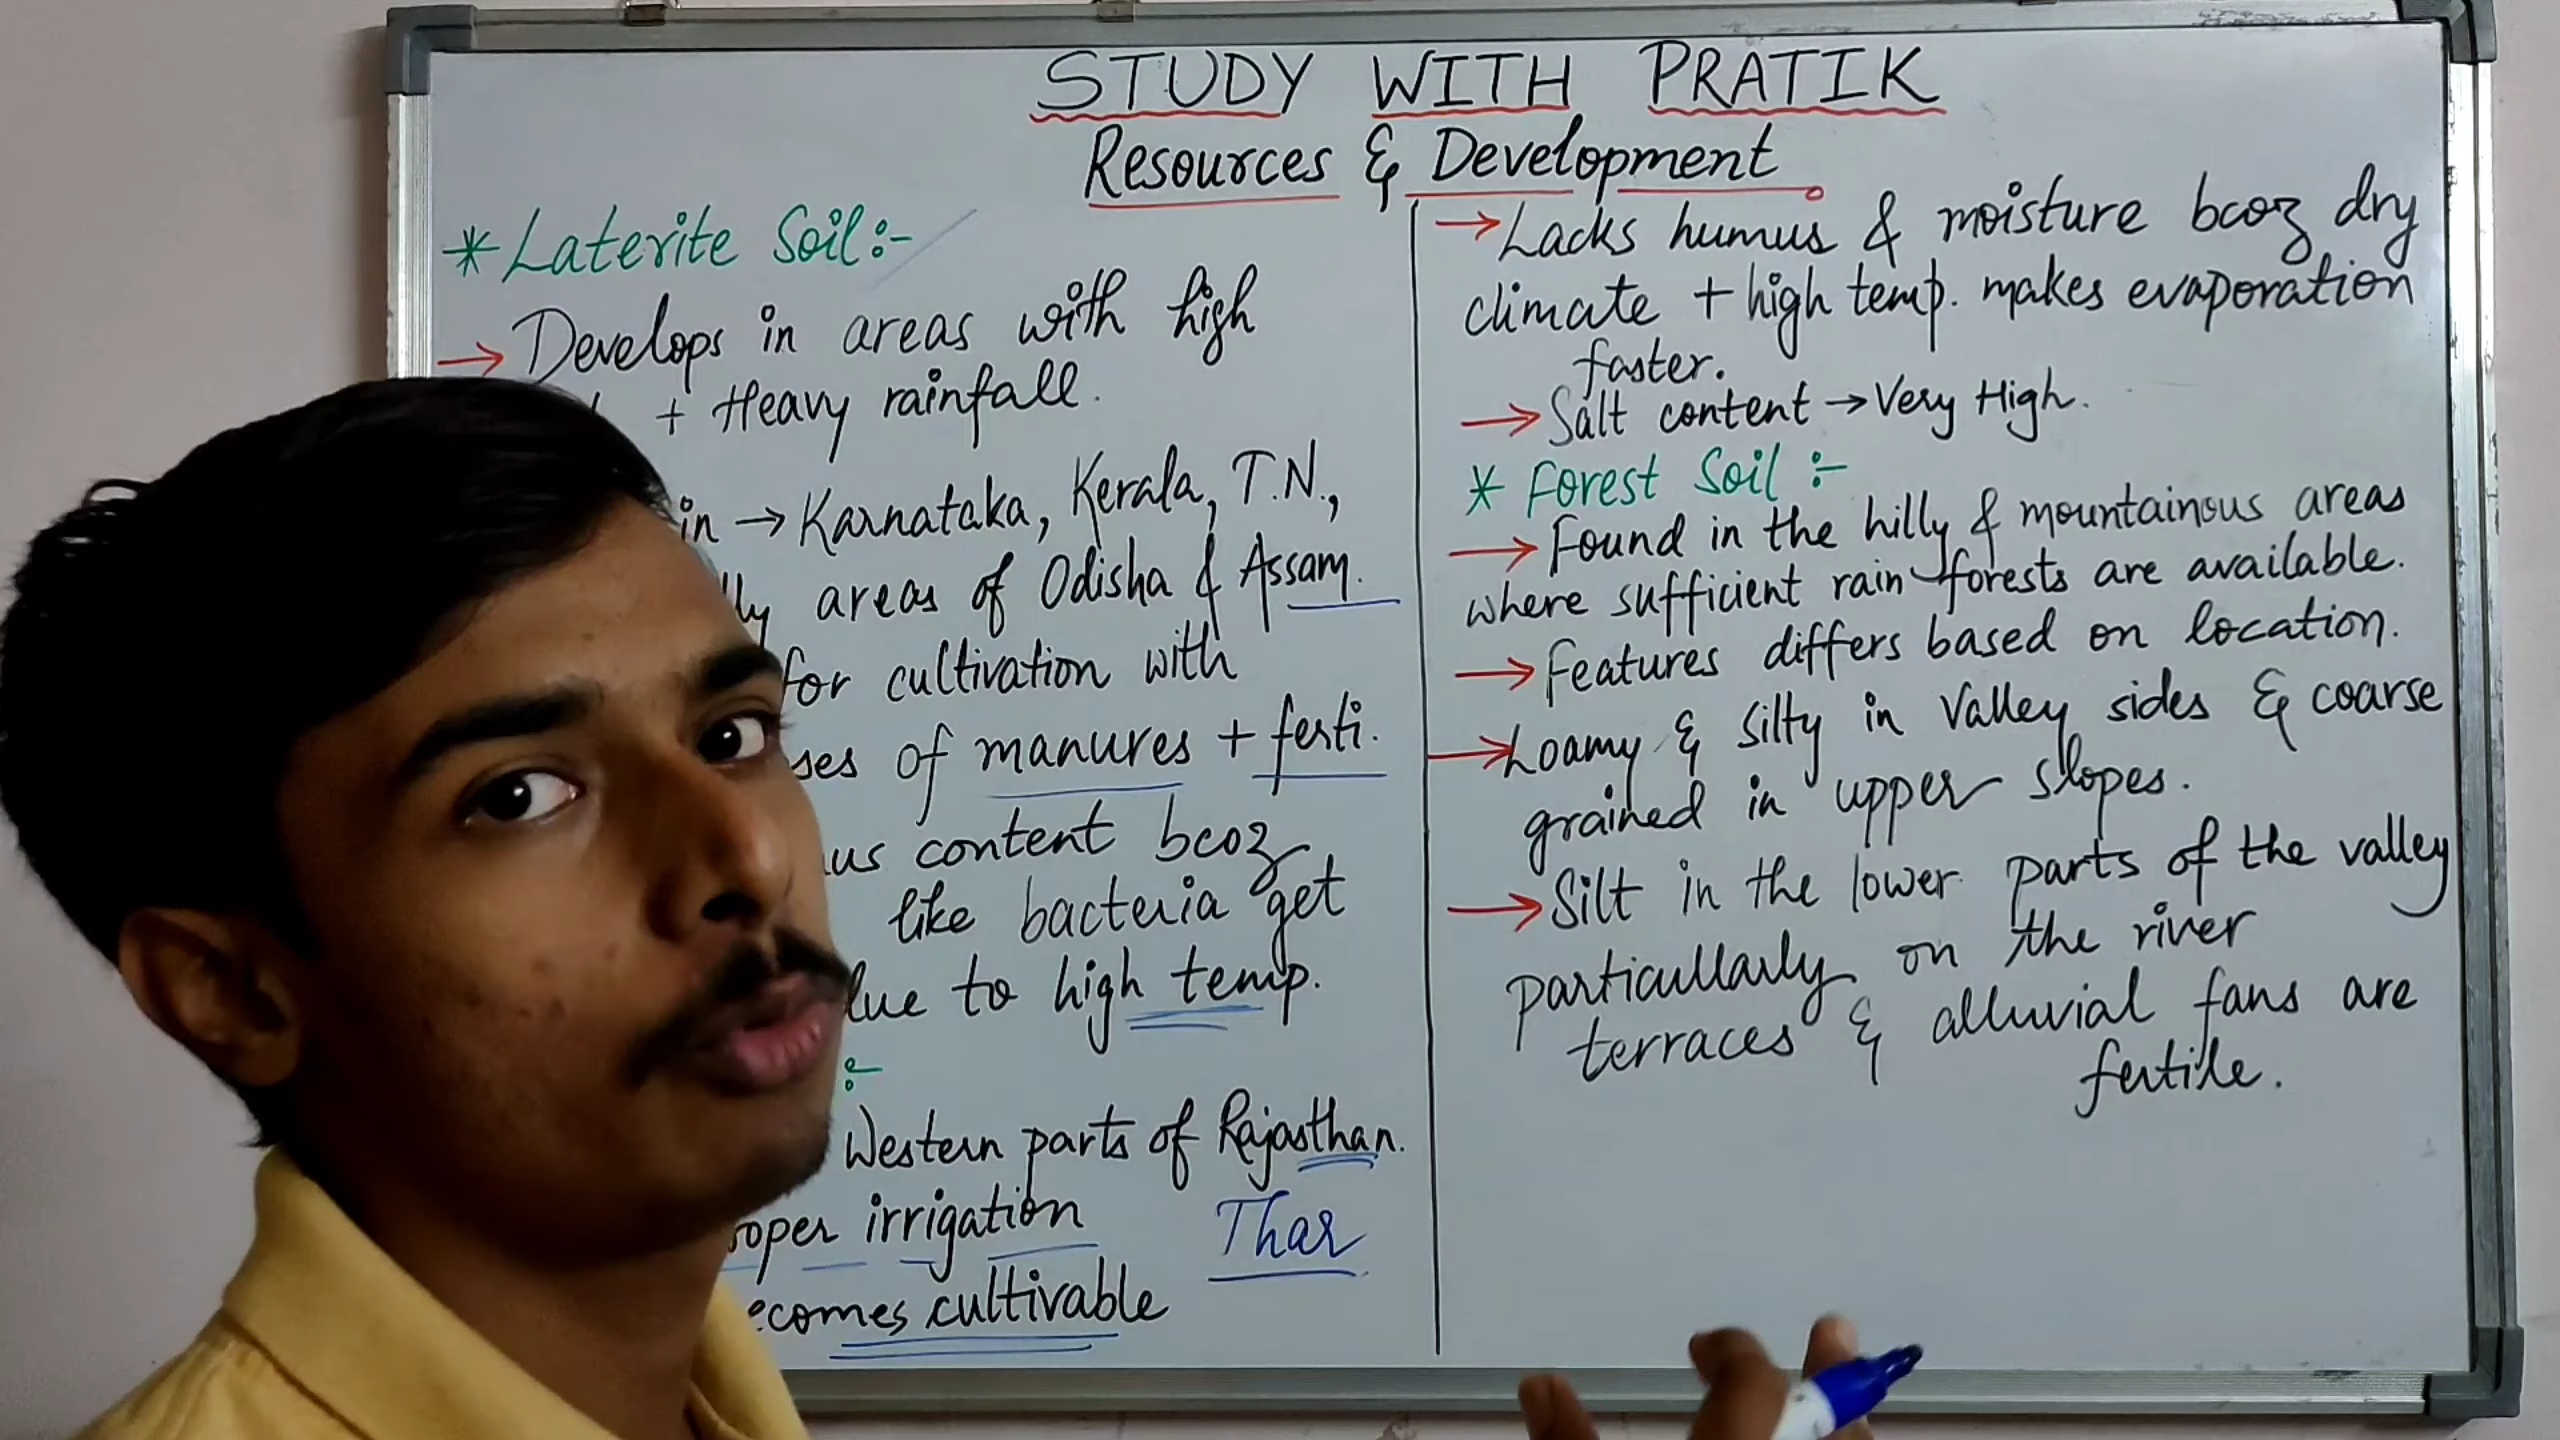 STUDY WITH PRATIK
Resources & Development
* Laterite Soil:-
→ Develops in areas with high
+ Heavy rainfall.
in → Karnataka, Kerala, T.N.,
areas of Odisha & Assam.
for cultivation with
of manures + ferti.
content bcoz
like bacteria get
to high temp.
:-
Western parts of Rajasthan.
irrigation
Thar
cultivable
→ Lacks humus & moisture bcoz dry
climate + high temp. makes evaporation
faster.
→ Salt content → Very High.
* Forest Soil :-
→ Found in the hilly & mountainous areas
where sufficient rain forests are available.
→ Features differs based on location.
→ Loamy & Silty in Valley sides & coarse
grained in upper slopes.
→ Silt in the lower parts of the valley
particullarly on the river
terraces & alluvial fans are
fertile.